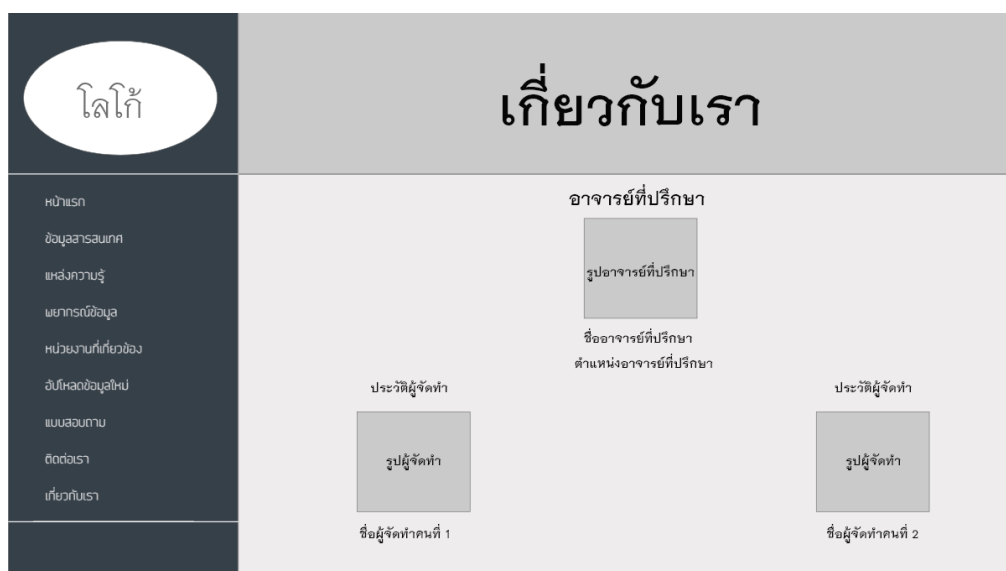 โลโก้
เกี่ยวกับเรา
หน้าแรก
ข้อมูลสารสนเทศ
แหล่งความรู้
พยากรณ์ข้อมูล
หน่วยงานที่เกี่ยวข้อง
อัปโหลดข้อมูลใหม่
แบบสอบถาม
ติดต่อเรา
เกี่ยวกับเรา
อาจารย์ที่ปรึกษา
รูปอาจารย์ที่ปรึกษา
ชื่ออาจารย์ที่ปรึกษา
ตำแหน่งอาจารย์ที่ปรึกษา
ประวัติผู้จัดทำ
รูปผู้จัดทำ
ชื่อผู้จัดทำคนที่ 1
ประวัติผู้จัดทำ
รูปผู้จัดทำ
ชื่อผู้จัดทำคนที่ 2